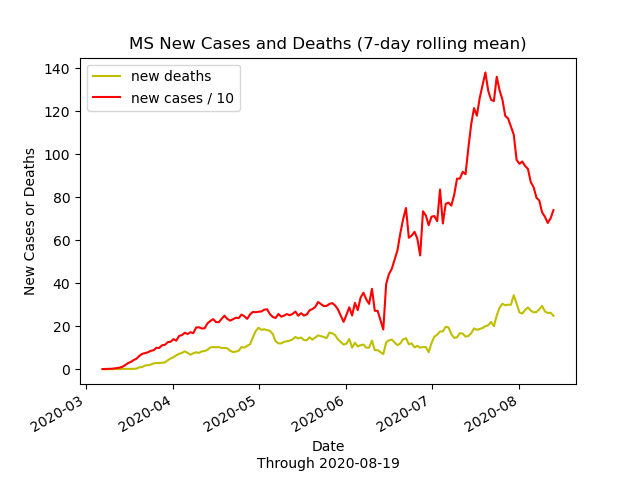 MS New Cases and Deaths (7-day rolling mean)
new deaths
new cases / 10
New Cases or Deaths
140
120
100
80
60
40
20
0
2020-03
2020-04
2020-05
2020-06
2020-07
2020-08
Date
Through 2020-08-19